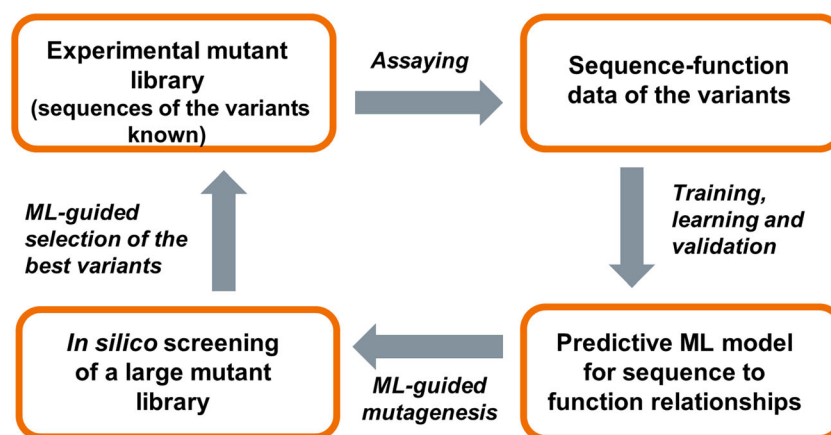 Experimental mutant
library
(sequences of the variants
known)
Assaying
Sequence-function
data of the variants
Training,
learning and
validation
Predictive ML model
for sequence to
function relationships
ML-guided
mutagenesis
In silico screening
of a large mutant
library
ML-guided
selection of the
best variants